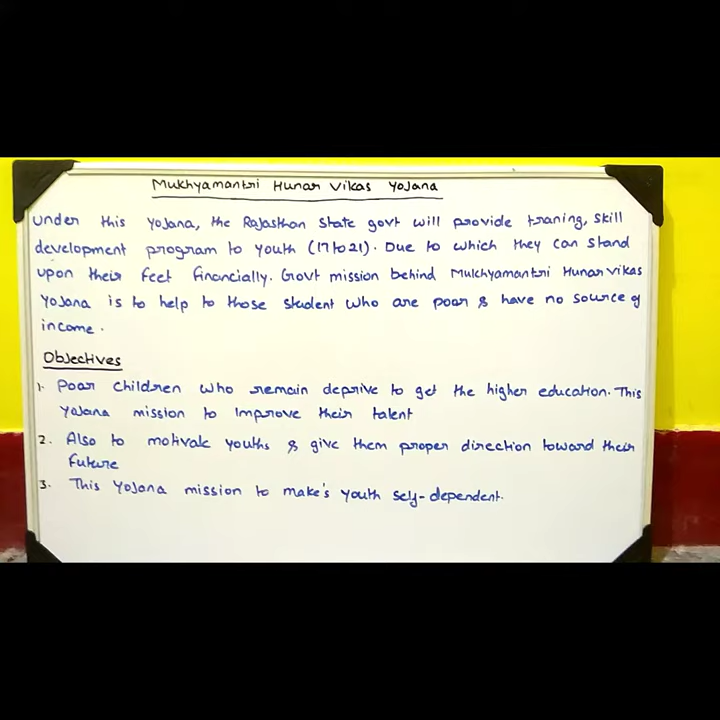 Mukhyamantri Hunar Vikas Yojana
Under this Yojana, the Rajasthan State govt will provide traning, skill
development program to youth (17 to 21). Due to which they can stand
upon their feet financially. Govt mission behind Mukhyamantri Hunar vikas
Yojana is to help to those student who are poor & have no source of
income.
Objectives
1. Poor children who remain deprive to get the higher education. This
Yojana mission to improve their talent
2. Also to motivate youths & give them proper direction toward their
future
3. This Yojana mission to make's youth self-dependent.